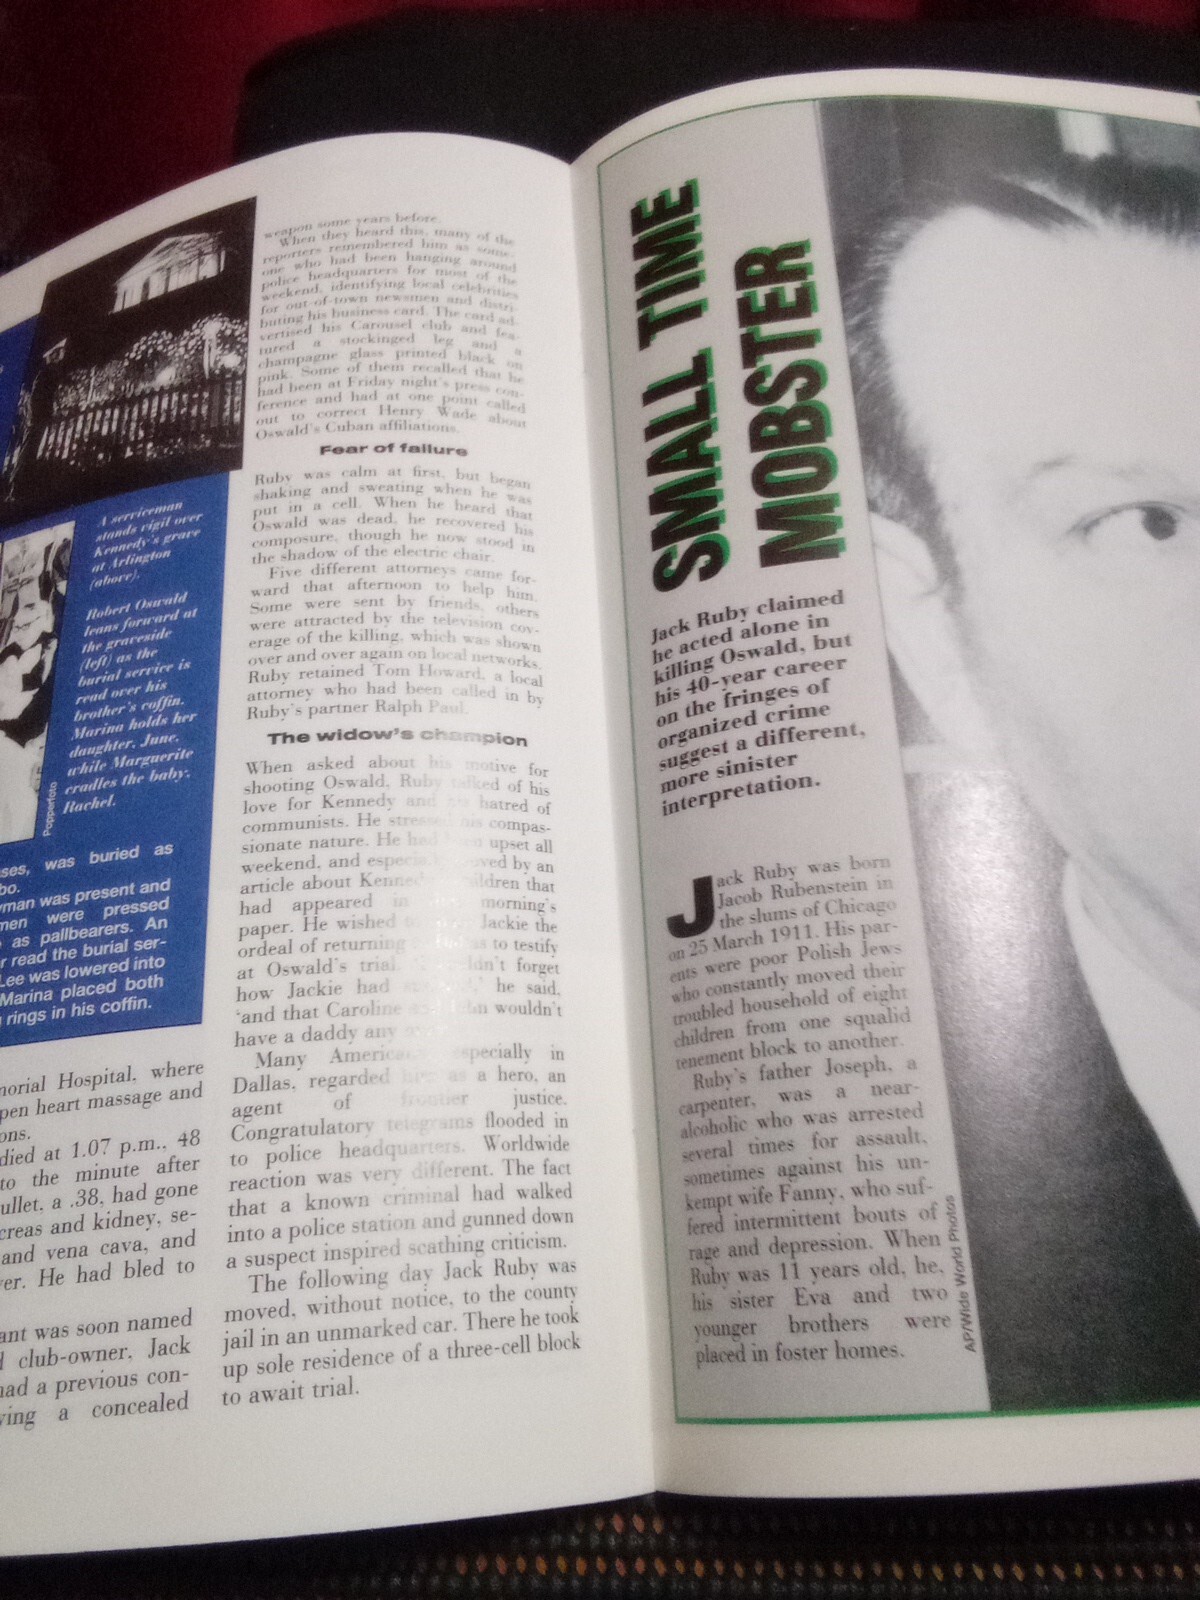 A serviceman
stands vigil over
Kennedy's grave
at Arlington
(above).
Robert Oswald
leans forward at
the graveside
(left) as the
burial service is
read over his
brother's coffin.
Marina holds her
daughter, June,
while Marguerite
cradles the baby,
Rachel.
Popperfoto
ses, was buried as
bo.
yman was present and
men were pressed
as pallbearers. An
r read the burial ser-
Lee was lowered into
Marina placed both
rings in his coffin.
morial Hospital, where
pen heart massage and
ons.
died at 1.07 p.m., 48
to the minute after
ullet, a .38, had gone
creas and kidney, se-
and vena cava, and
ver. He had bled to
ant was soon named
d club-owner, Jack
had a previous con-
ying a concealed
weapon some years before.
When they heard this, many of the
reporters remembered him as some-
one who had been hanging around
police headquarters for most of the
weekend, identifying local celebrities
for out-of-town newsmen and distri-
buting his business card. The card ad-
vertised his Carousel club and fea-
tured a stockinged leg and a
champagne glass printed black on
pink. Some of them recalled that he
had been at Friday night's press con-
ference and had at one point called
out to correct Henry Wade about
Oswald's Cuban affiliations.
Fear of failure
Ruby was calm at first, but began
shaking and sweating when he was
put in a cell. When he heard that
Oswald was dead, he recovered his
composure, though he now stood in
the shadow of the electric chair.
Five different attorneys came for-
ward that afternoon to help him.
Some were sent by friends, others
were attracted by the television cov-
erage of the killing, which was shown
over and over again on local networks.
Ruby retained Tom Howard, a local
attorney who had been called in by
Ruby's partner Ralph Paul.
The widow's champion
When asked about his motive for
shooting Oswald, Ruby talked of his
love for Kennedy and his hatred of
communists. He stressed his compas-
sionate nature. He had been upset all
weekend, and especially moved by an
article about Kennedy's children that
had appeared in the morning's
paper. He wished to Jackie the
ordeal of returning to Dallas to testify
at Oswald's trial. didn't forget
how Jackie had he said,
'and that Caroline and John wouldn't
have a daddy any
Many Americans, especially in
Dallas, regarded him as a hero, an
agent of frontier justice.
Congratulatory telegrams flooded in
to police headquarters. Worldwide
reaction was very different. The fact
that a known criminal had walked
into a police station and gunned down
a suspect inspired scathing criticism.
The following day Jack Ruby was
moved, without notice, to the county
jail in an unmarked car. There he took
up sole residence of a three-cell block
to await trial.
SMALL TIME
MOBSTER
Jack Ruby claimed
he acted alone in
killing Oswald, but
his 40-year career
on the fringes of
organized crime
suggest a different,
more sinister
interpretation.
Jack Ruby was born
Jacob Rubenstein in
the slums of Chicago
on 25 March 1911. His par-
ents were poor Polish Jews
who constantly moved their
troubled household of eight
children from one squalid
tenement block to another.
Ruby's father Joseph, a
carpenter, was a near-
alcoholic who was arrested
several times for assault,
sometimes against his un-
kempt wife Fanny, who suf-
fered intermittent bouts of
rage and depression. When
Ruby was 11 years old, he,
his sister Eva and two
younger brothers were
placed in foster homes.
AP/Wide World Photos